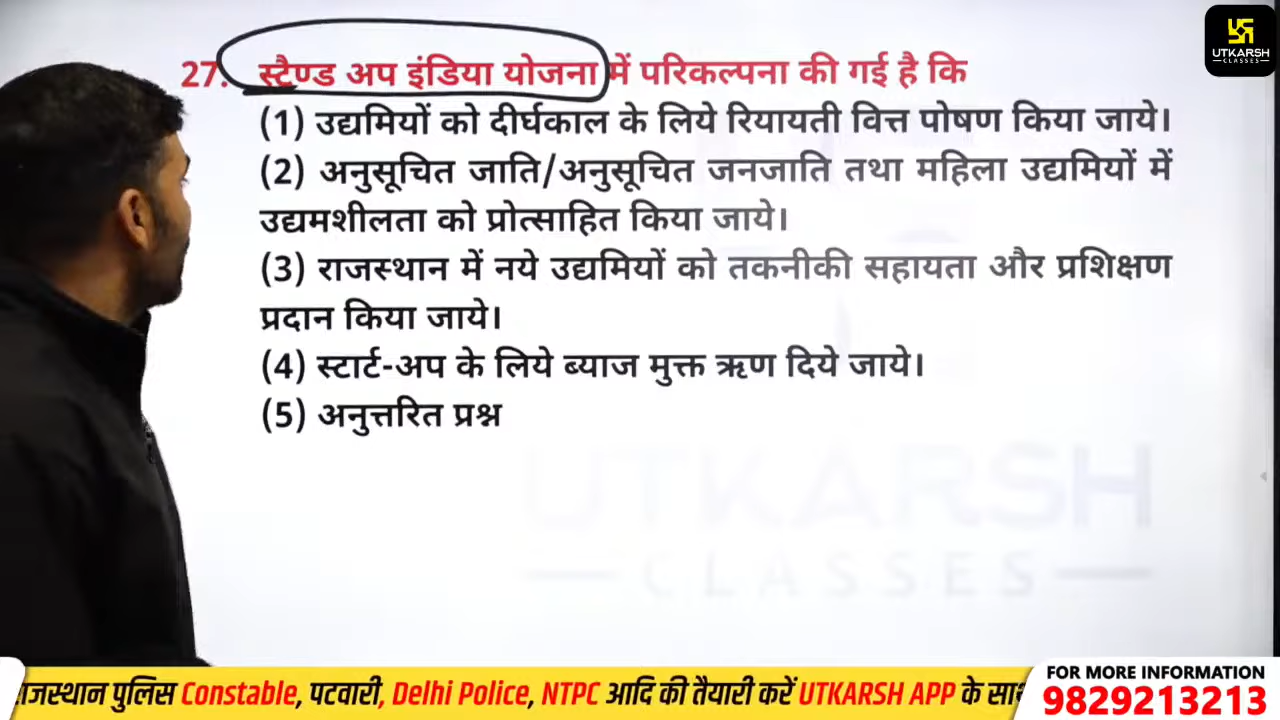 UTKARSH
CLASSES
27. स्टैण्ड अप इंडिया योजना में परिकल्पना की गई है कि
(1) उद्यमियों को दीर्घकाल के लिये रियायती वित्त पोषण किया जाये।
(2) अनुसूचित जाति/अनुसूचित जनजाति तथा महिला उद्यमियों में
उद्यमशीलता को प्रोत्साहित किया जाये।
(3) राजस्थान में नये उद्यमियों को तकनीकी सहायता और प्रशिक्षण
प्रदान किया जाये।
(4) स्टार्ट-अप के लिये ब्याज मुक्त ऋण दिये जाये।
(5) अनुत्तरित प्रश्न
UTKARSH
CLASSES
पुलिस Constable, पटवारी, Delhi Police, NTPC आदि की तैयारी करें UTKARSH APP के
FOR MORE INFORMATION
9829213213